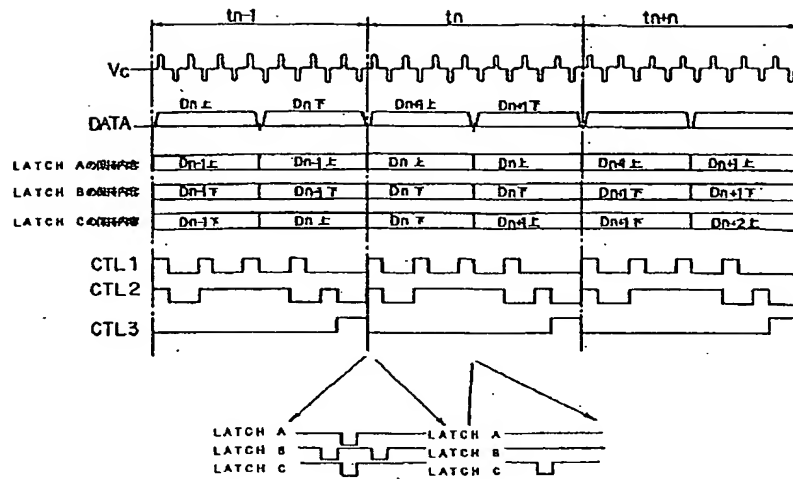 tn-1 tn tn+n
Vc
Dn上 Dn下 Dn+1上 Dn+1下
DATA
LATCH A Dn-1上 Dn-1上 Dn上 Dn上 Dn+1上 Dn+1上
LATCH B Dn-1下 Dn-1下 Dn下 Dn下 Dn+1下 Dn+1下
LATCH C Dn-1下 Dn上 Dn下 Dn+1上 Dn+1下 Dn+2上
CTL1
CTL2
CTL3
LATCH A LATCH A
LATCH B LATCH B
LATCH C LATCH C